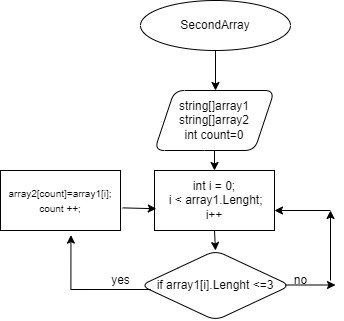 SecondArray
string[]array1
string[]array2
int count=0
array2[count]=array1[i];
count ++;
int i = 0;
i < array1.Lenght;
i++
yes
if array1[i].Lenght <=3
no